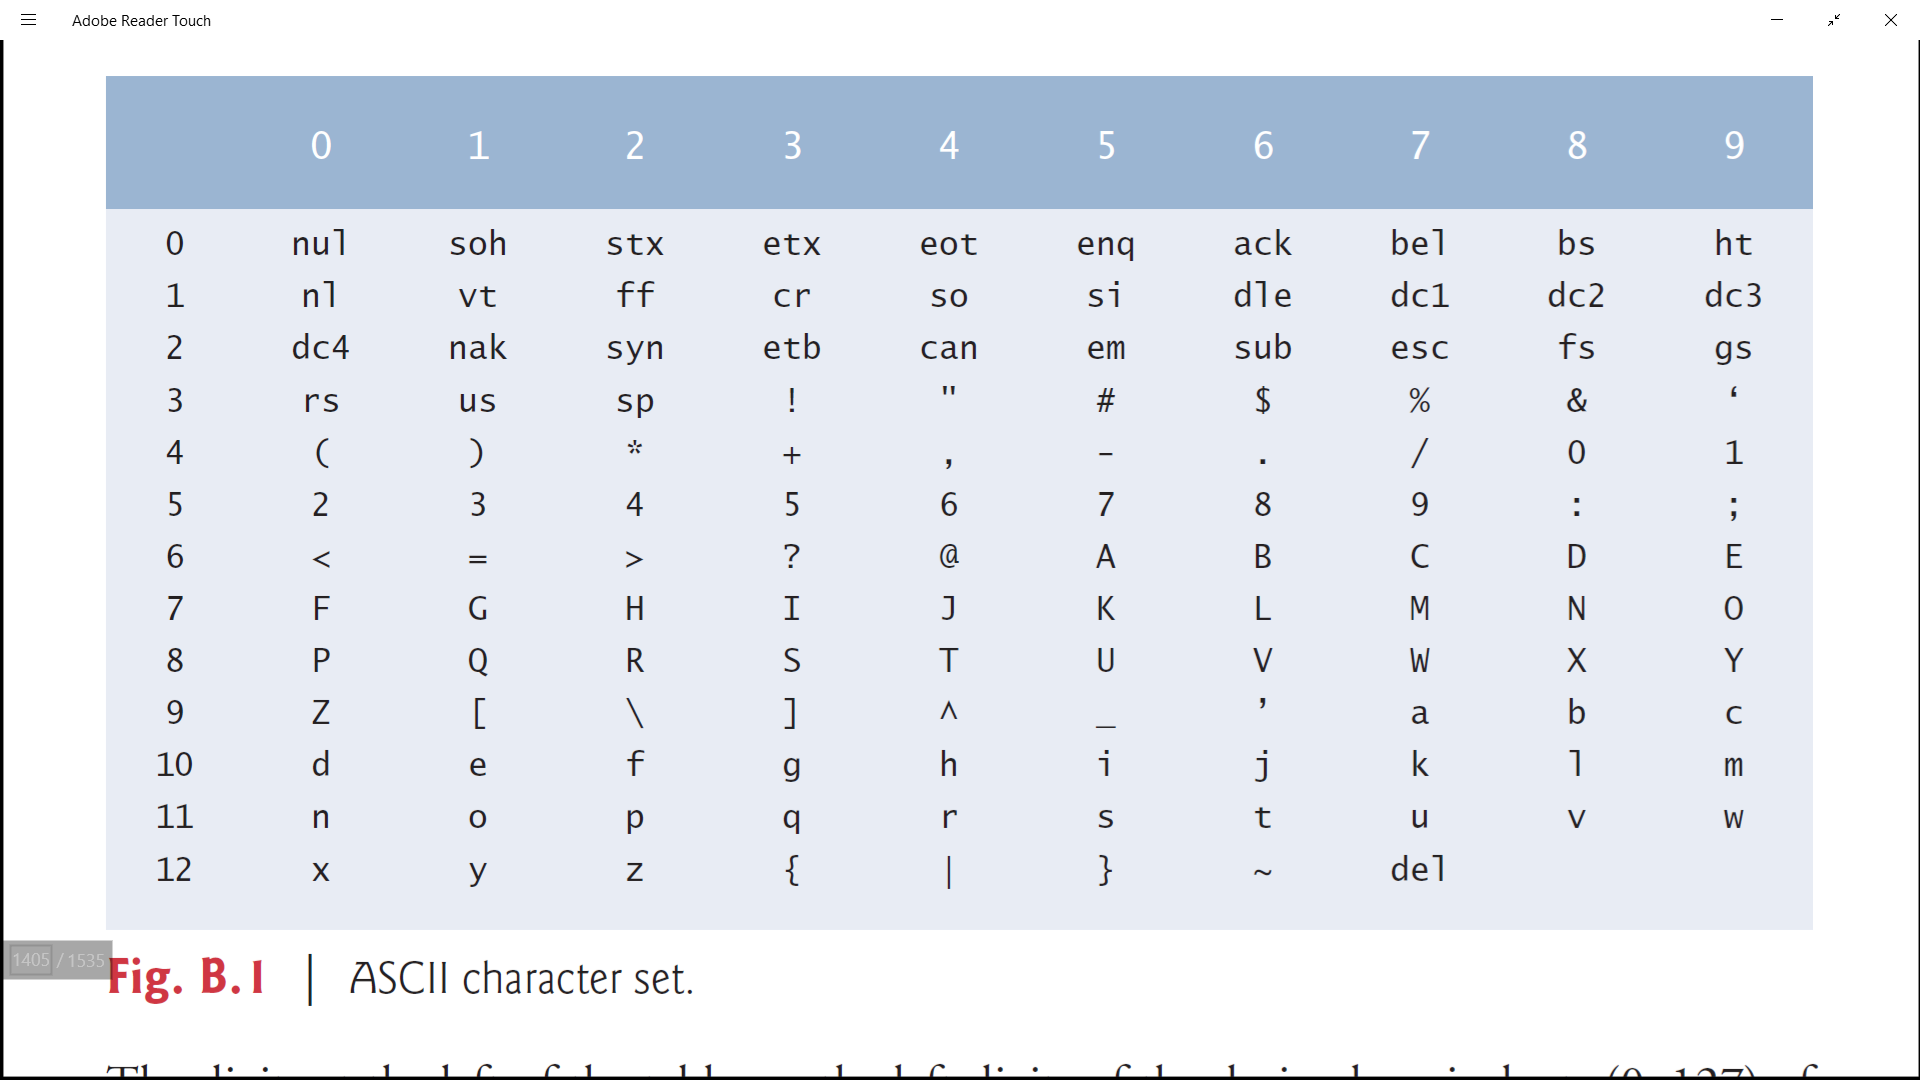 Adobe Reader Touch
0 1 2 3 4 5 6 7 8 9
0 nul soh stx etx eot enq ack bel bs ht
1 nl vt ff cr so si dle dc1 dc2 dc3
2 dc4 nak syn etb can em sub esc fs gs
3 rs us sp ! " # $ % & ‘
4 ( ) * + , - . / 0 1
5 2 3 4 5 6 7 8 9 : ;
6 < = > ? @ A B C D E
7 F G H I J K L M N O
8 P Q R S T U V W X Y
9 Z [ \ ] ^ _ ’ a b c
10 d e f g h i j k l m
11 n o p q r s t u v w
12 x y z { | } ~ del
1405 / 1535
Fig. B.1 | ASCII character set.